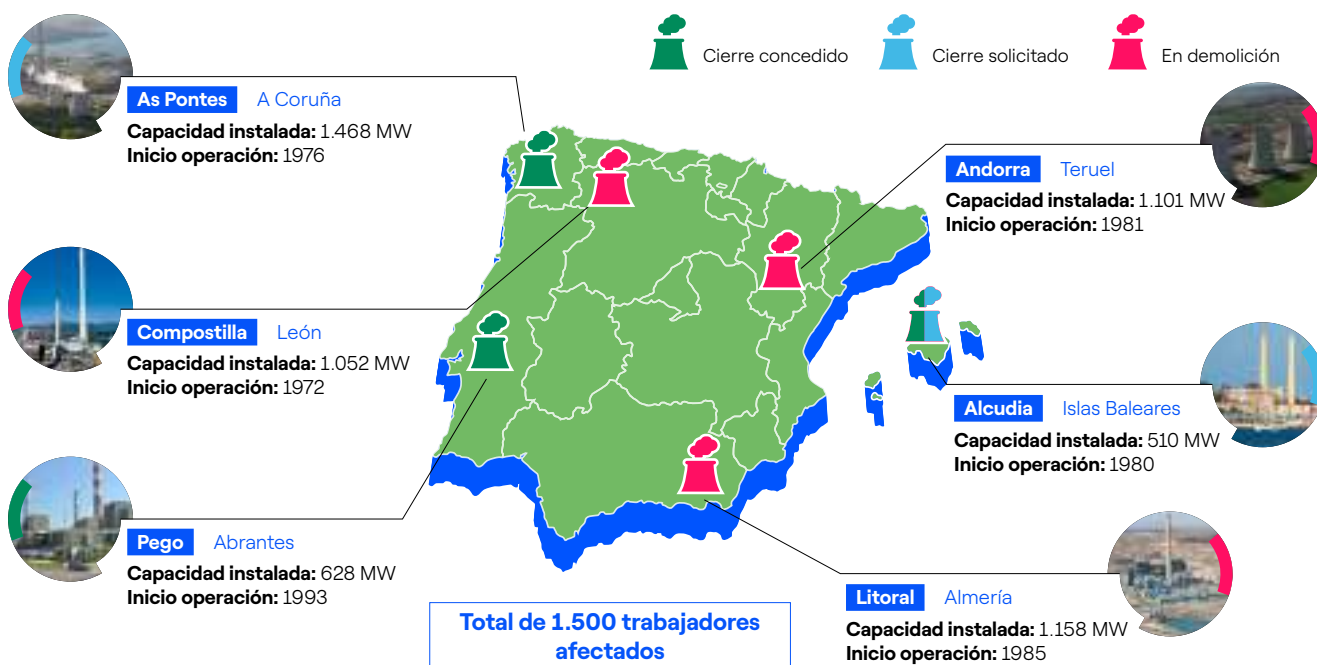 Cierre concedido
Cierre solicitado
En demolición
As Pontes A Coruña
Capacidad instalada: 1.468 MW
Inicio operación: 1976
Andorra Teruel
Capacidad instalada: 1.101 MW
Inicio operación: 1981
Compostilla León
Capacidad instalada: 1.052 MW
Inicio operación: 1972
Alcudia Islas Baleares
Capacidad instalada: 510 MW
Inicio operación: 1980
Pego Abrantes
Capacidad instalada: 628 MW
Inicio operación: 1993
Litoral Almería
Capacidad instalada: 1.158 MW
Inicio operación: 1985
Total de 1.500 trabajadores
afectados